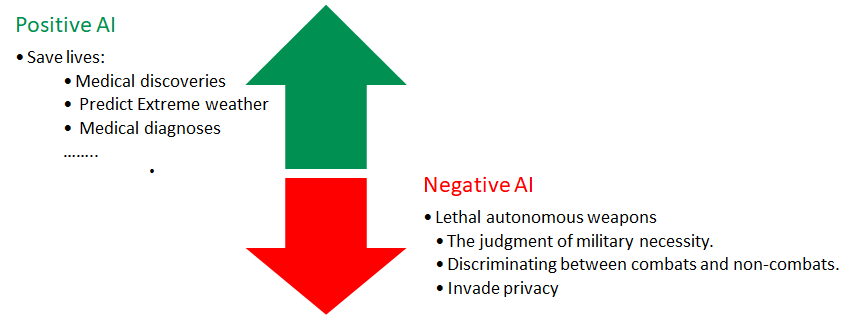 Positive AI
• Save lives:
• Medical discoveries
• Predict Extreme weather
• Medical diagnoses
........
•
Negative AI
• Lethal autonomous weapons
• The judgment of military necessity.
• Discriminating between combats and non-combats.
• Invade privacy